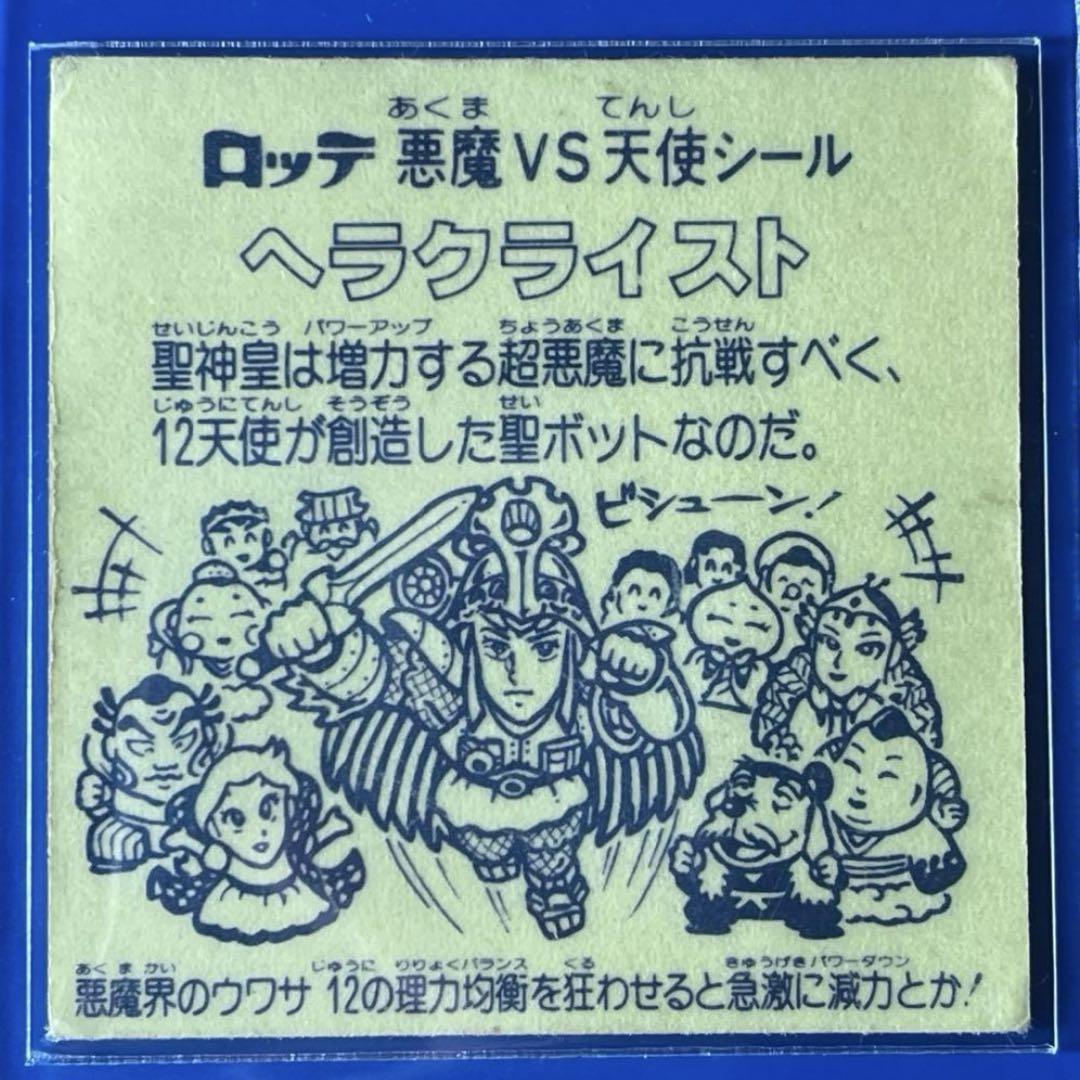 あくま てんし
ロッテ 悪魔VS天使シール
ヘラクライスト
せいじんこう パワーアップ ちょうあくま こうせん
聖神皇は増力する超悪魔に抗戦すべく、
じゅうにてんし そうぞう せい
12天使が創造した聖ボットなのだ。
ビシューン!
あくまかい じゅうに りりょくバランス くる きゅうげきパワーダウン
悪魔界のウワサ 12の理力均衡を狂わせると急激に減力とか!